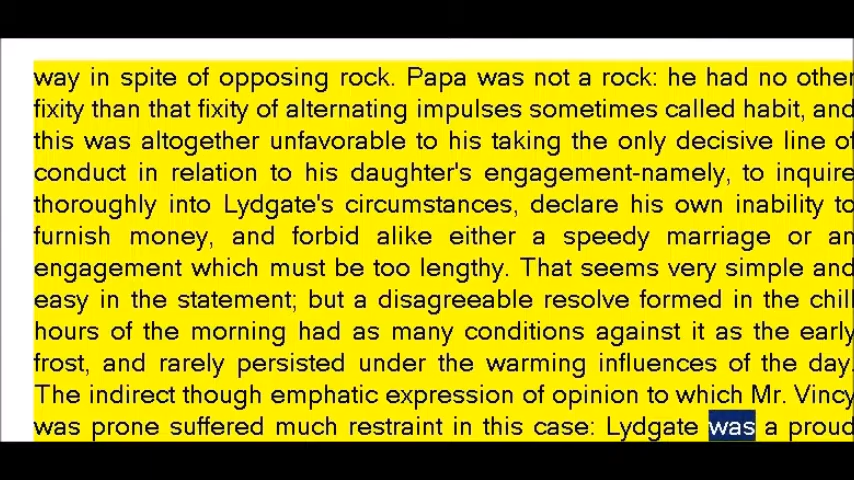 way in spite of opposing rock. Papa was not a rock: he had no other
fixity than that fixity of alternating impulses sometimes called habit, and
this was altogether unfavorable to his taking the only decisive line of
conduct in relation to his daughter's engagement-namely, to inquire
thoroughly into Lydgate's circumstances, declare his own inability to
furnish money, and forbid alike either a speedy marriage or an
engagement which must be too lengthy. That seems very simple and
easy in the statement; but a disagreeable resolve formed in the chill
hours of the morning had as many conditions against it as the early
frost, and rarely persisted under the warming influences of the day.
The indirect though emphatic expression of opinion to which Mr. Vincy
was prone suffered much restraint in this case: Lydgate was a proud